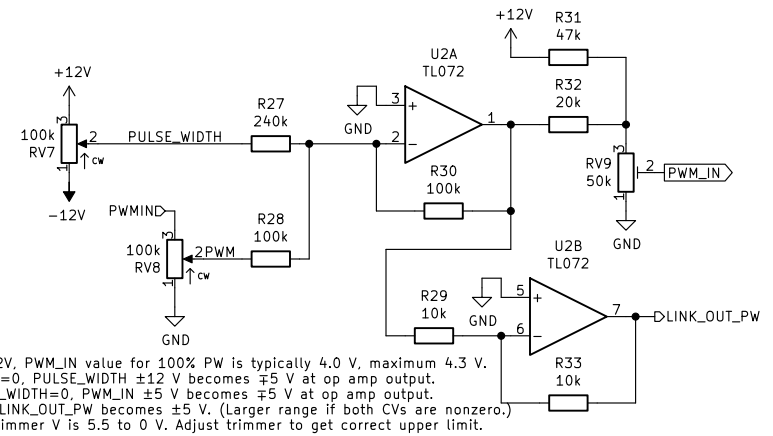 +12V
R31
47k
U2A
TL072
+12V
R32
20k
3
+
1
GND
2
-
R27
240k
3
100k
RV7
2
PULSE_WIDTH
1
CW
-12V
R30
100k
3
RV9
50k
2
PWM_IN
1
GND
PWMIN
R28
100k
3
100k
RV8
2
PWM
1
CW
GND
U2B
TL072
R29
10k
GND
5
+
7
LINK_OUT_PW
6
-
R33
10k
2V, PWM_IN value for 100% PW is typically 4.0 V, maximum 4.3 V.
=0, PULSE_WIDTH ±12 V becomes ∓5 V at op amp output.
_WIDTH=0, PWM_IN ±5 V becomes ∓5 V at op amp output.
LINK_OUT_PW becomes ±5 V. (Larger range if both CVs are nonzero.)
immer V is 5.5 to 0 V. Adjust trimmer to get correct upper limit.